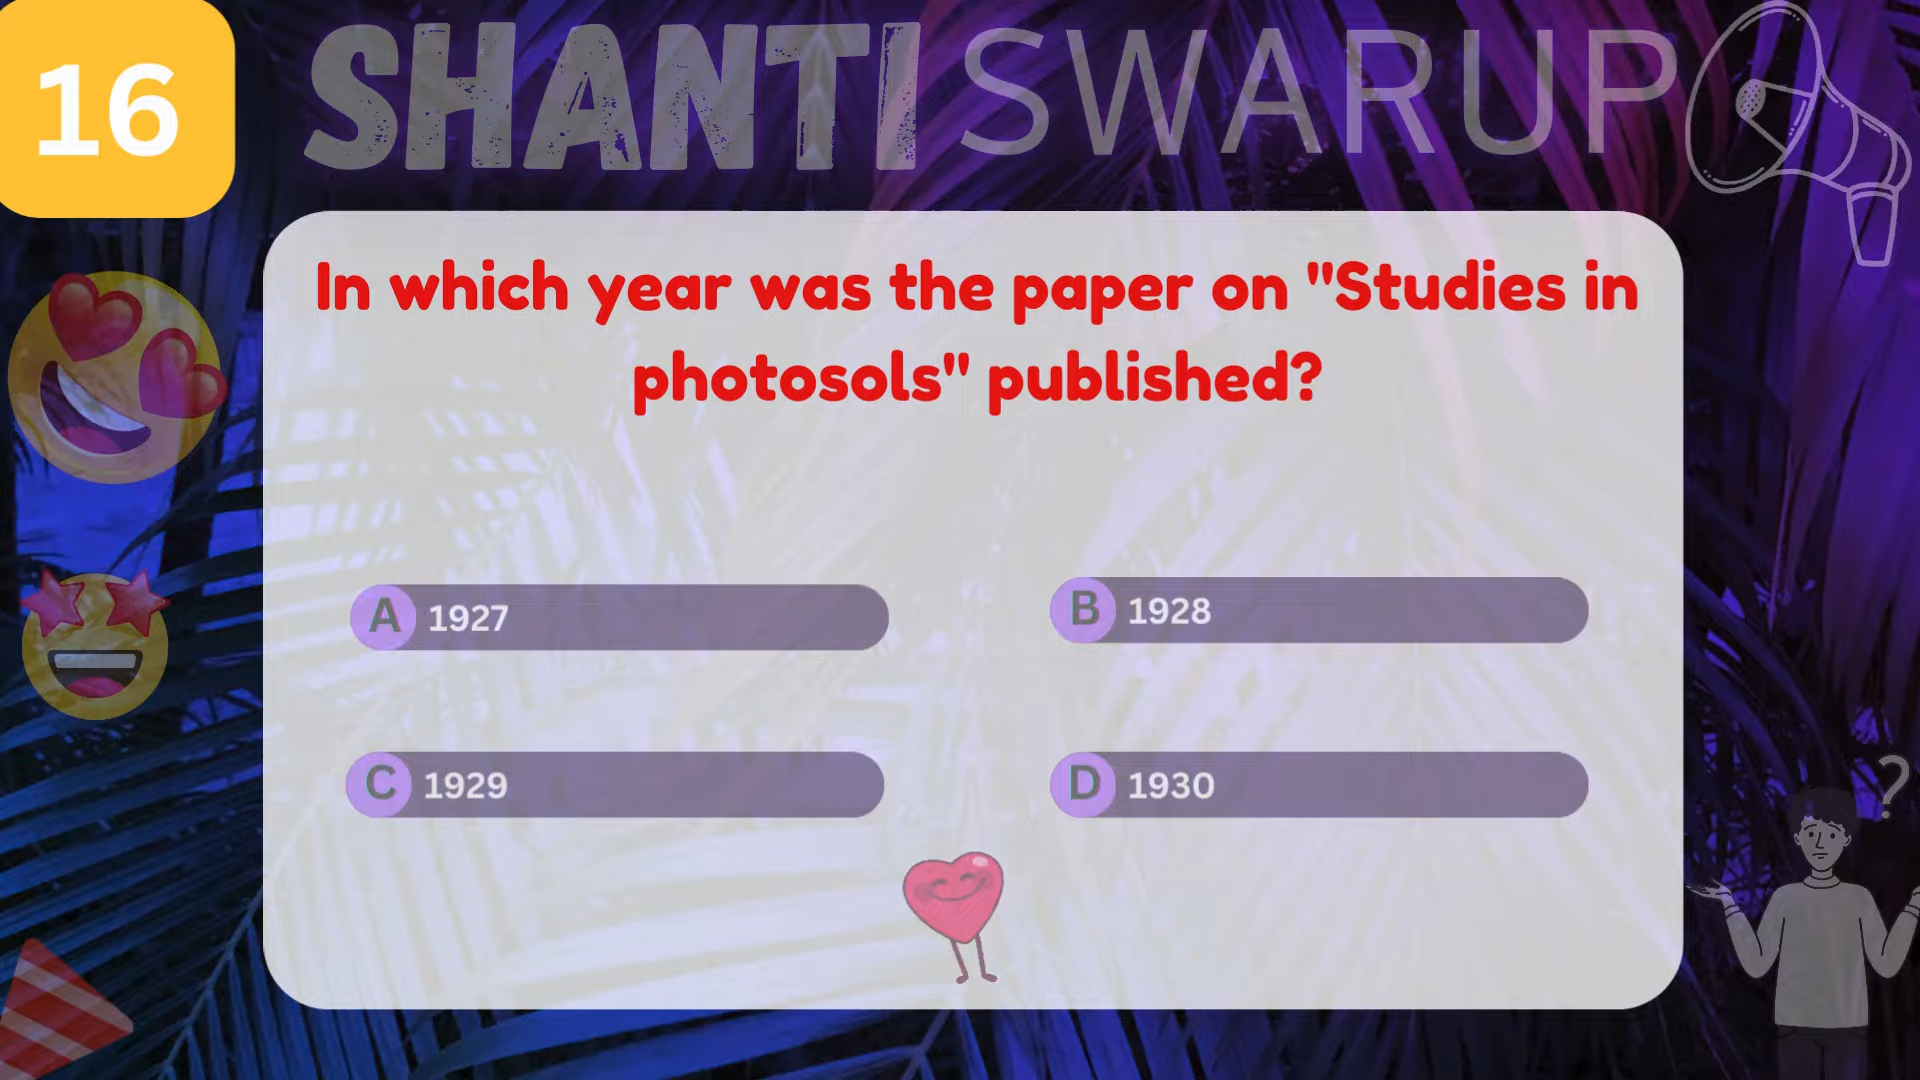 16
SHANTI SWARUP
In which year was the paper on "Studies in
photosols" published?
A 1927
B 1928
C 1929
D 1930
?